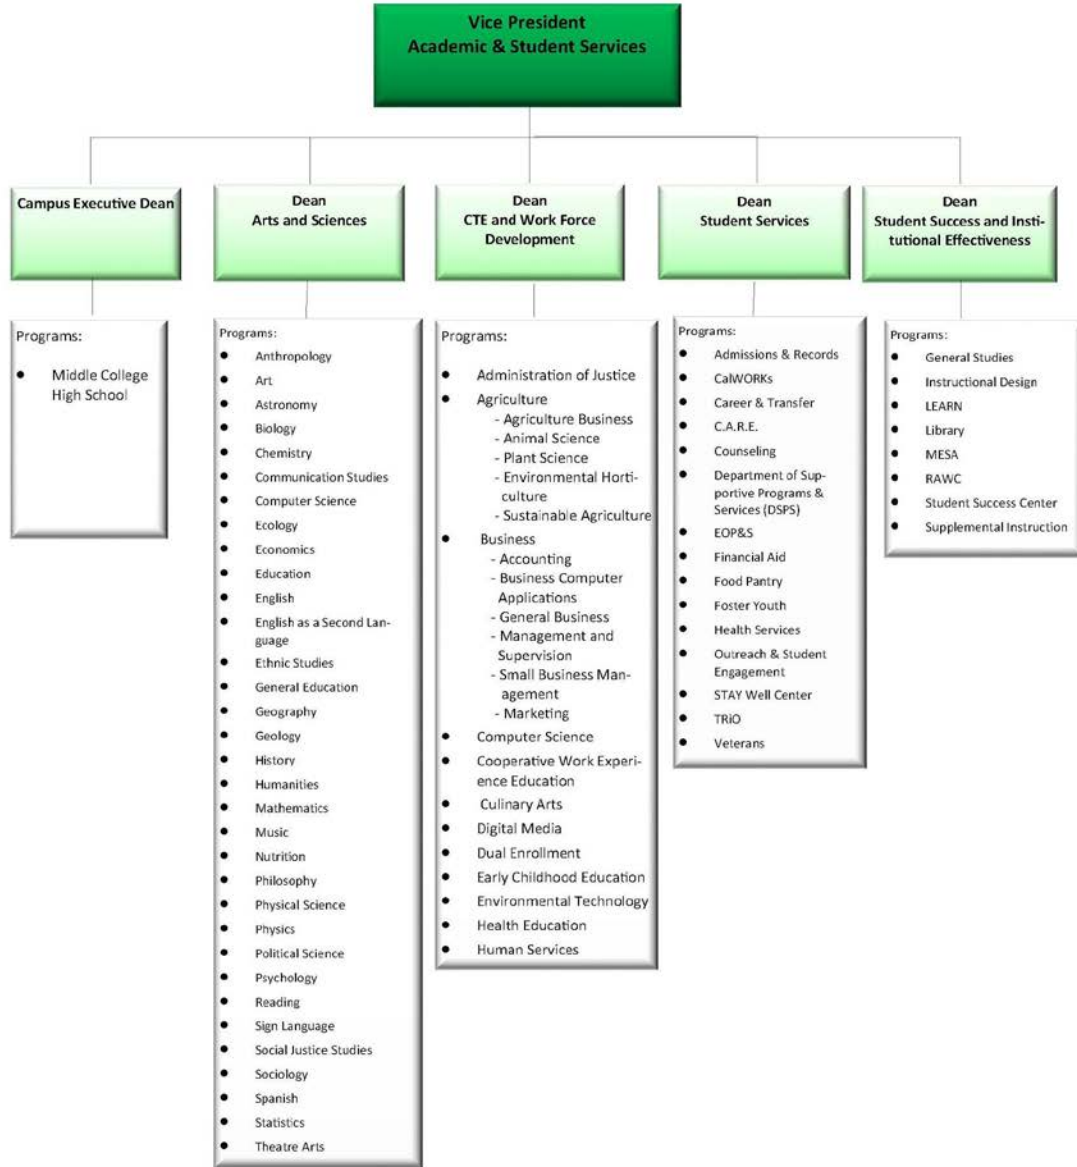 Vice President
Academic & Student Services
Campus Executive Dean
Dean
Arts and Sciences
Dean
CTE and Work Force
Development
Dean
Student Services
Dean
Student Success and Insti-
tutional Effectiveness
Programs:
● Middle College
High School
Programs:
● Anthropology
● Art
● Astronomy
● Biology
● Chemistry
● Communication Studies
● Computer Science
● Ecology
● Economics
● Education
● English
● English as a Second Lan-
guage
● Ethnic Studies
● General Education
● Geography
● Geology
● History
● Humanities
● Mathematics
● Music
● Nutrition
● Philosophy
● Physical Science
● Physics
● Political Science
● Psychology
● Reading
● Sign Language
● Social Justice Studies
● Sociology
● Spanish
● Statistics
● Theatre Arts
Programs:
● Administration of Justice
● Agriculture
- Agriculture Business
- Animal Science
- Plant Science
- Environmental Horti-
culture
- Sustainable Agriculture
● Business
- Accounting
- Business Computer
Applications
- General Business
- Management and
Supervision
- Small Business Man-
agement
- Marketing
● Computer Science
● Cooperative Work Experi-
ence Education
● Culinary Arts
● Digital Media
● Dual Enrollment
● Early Childhood Education
● Environmental Technology
● Health Education
● Human Services
Programs:
● Admissions & Records
● CalWORKs
● Career & Transfer
● C.A.R.E.
● Counseling
● Department of Sup-
portive Programs &
Services (DSPS)
● EOP&S
● Financial Aid
● Food Pantry
● Foster Youth
● Health Services
● Outreach & Student
Engagement
● STAY Well Center
● TRiO
● Veterans
Programs:
● General Studies
● Instructional Design
● LEARN
● Library
● MESA
● RAWC
● Student Success Center
● Supplemental Instruction